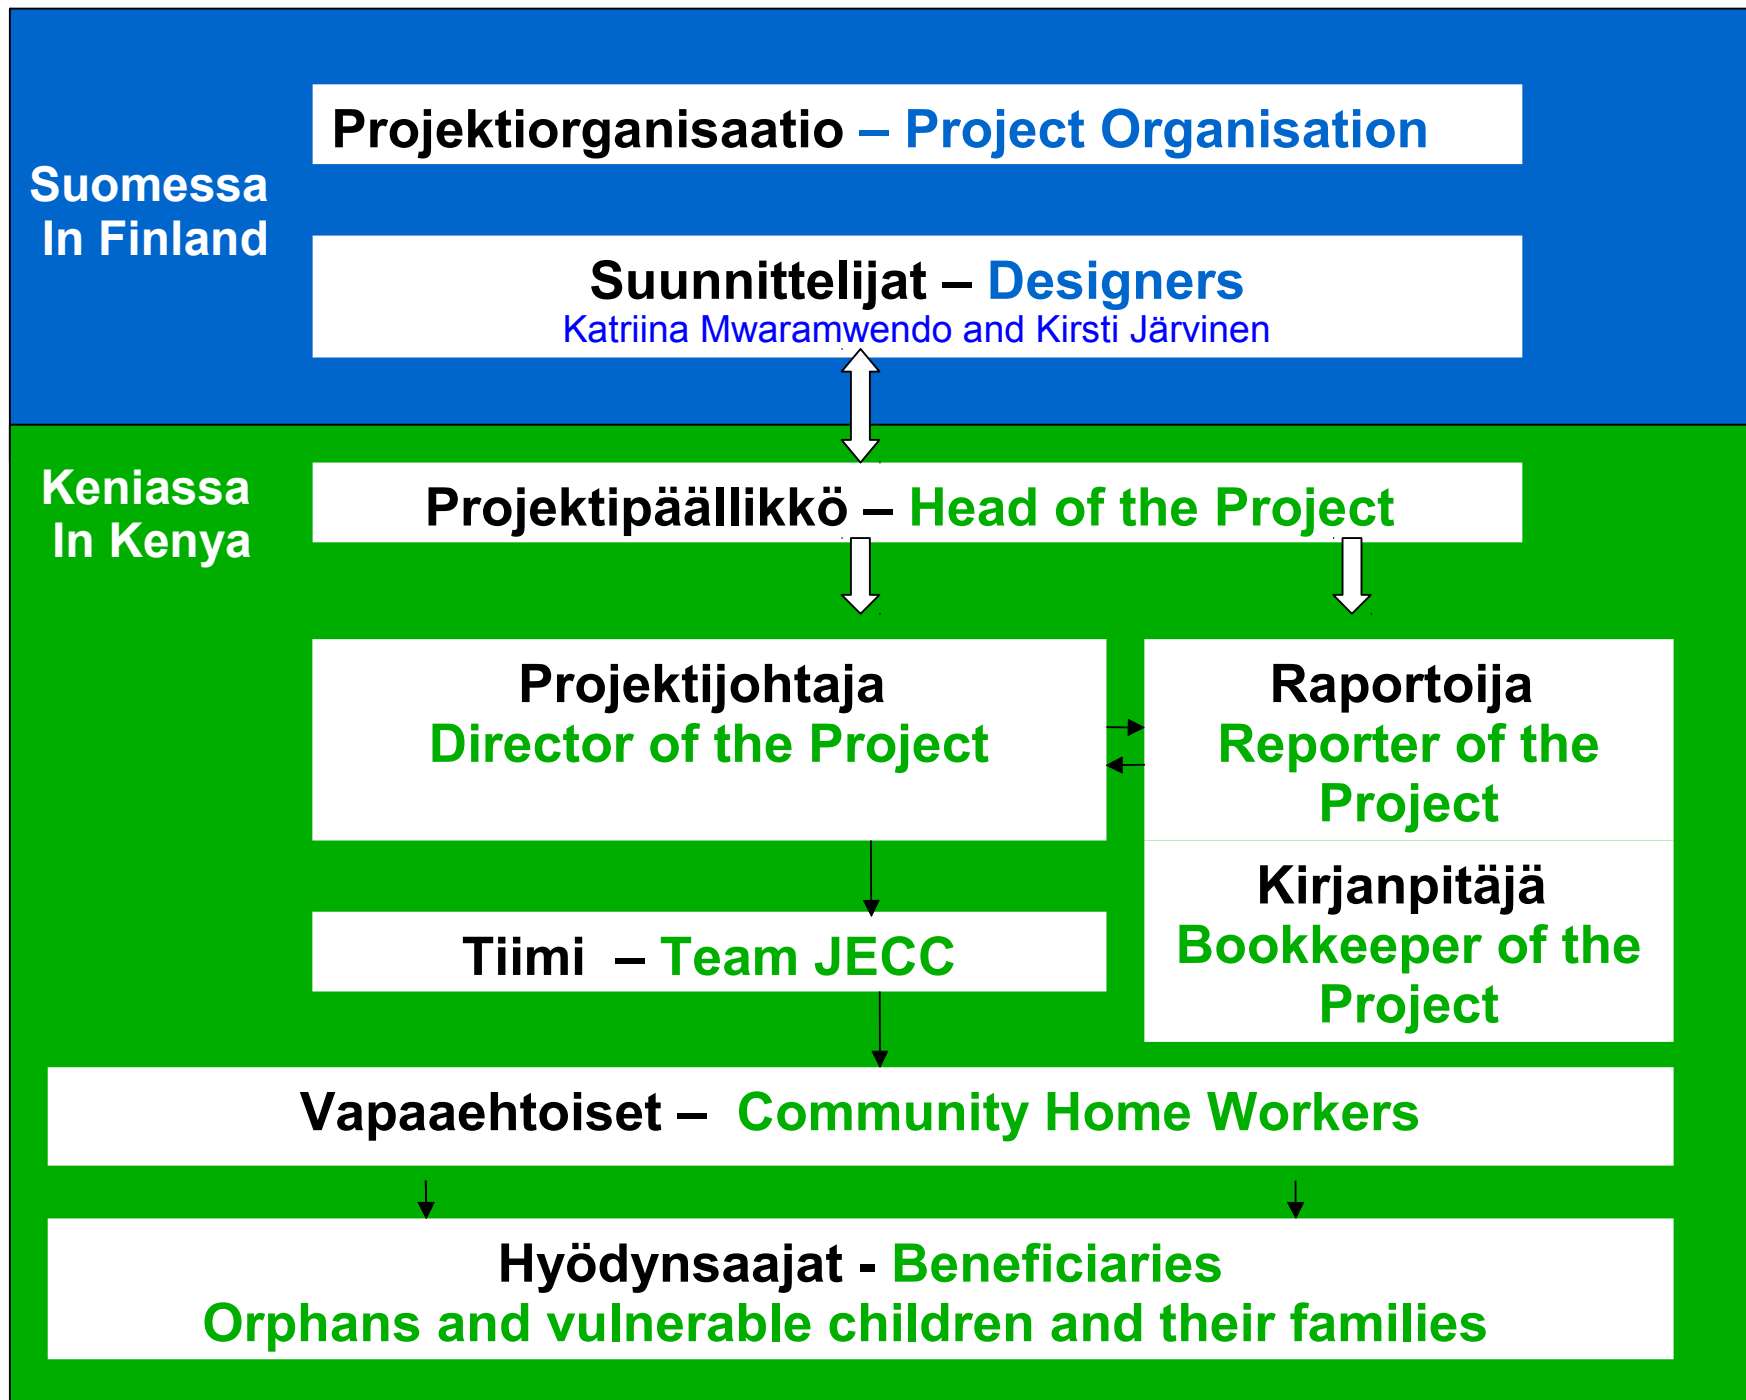 Projektiorganisaatio – Project Organisation
Suomessa
In Finland
Suunnittelijat – Designers
Katriina Mwaramwendo and Kirsti Järvinen
Keniassa
In Kenya
Projektipäällikkö – Head of the Project
Projektijohtaja
Director of the Project
Raportoija
Reporter of the
Project
Kirjanpitäjä
Bookkeeper of the
Project
Tiimi – Team JECC
Vapaaehtoiset – Community Home Workers
Hyödynsaajat - Beneficiaries
Orphans and vulnerable children and their families